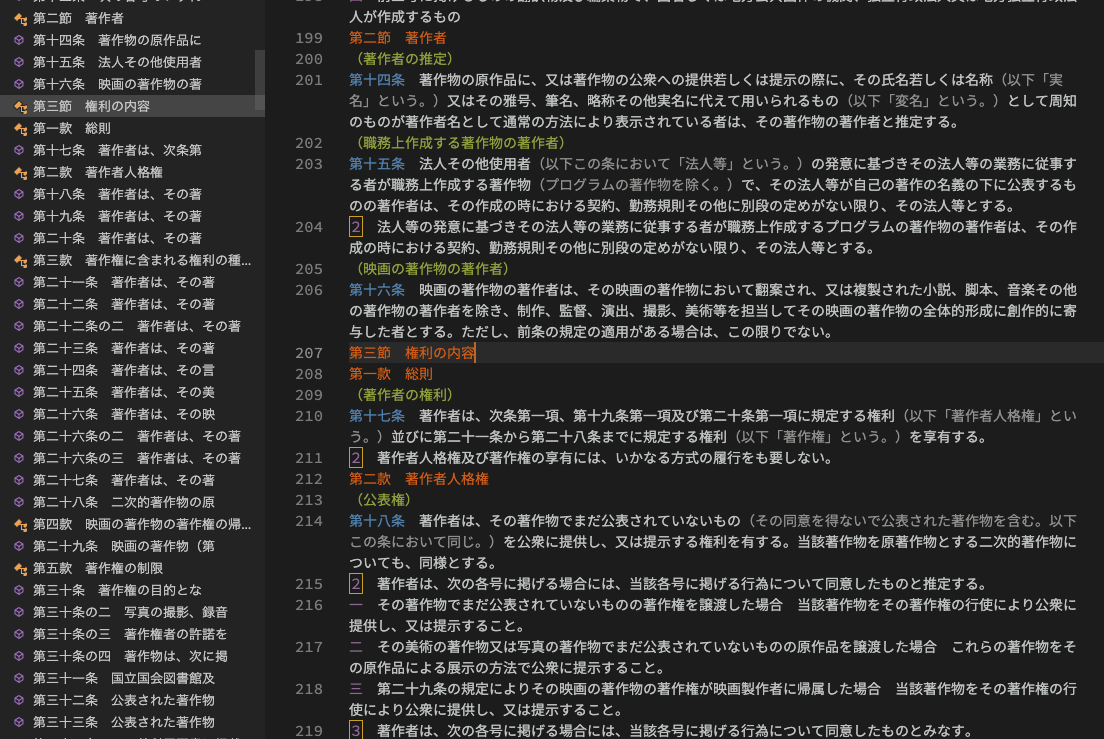 第二節　著作者
第十四条　著作物の原作品に
第十五条　法人その他使用者
第十六条　映画の著作物の著
第三節　権利の内容
第一款　総則
第十七条　著作者は、次条第
第二款　著作者人格権
第十八条　著作者は、その著
第十九条　著作者は、その著
第二十条　著作者は、その著
第三款　著作権に含まれる権利の種...
第二十一条　著作者は、その著
第二十二条　著作者は、その著
第二十二条の二　著作者は、その著
第二十三条　著作者は、その著
第二十四条　著作者は、その言
第二十五条　著作者は、その美
第二十六条　著作者は、その映
第二十六条の二　著作者は、その著
第二十六条の三　著作者は、その著
第二十七条　著作者は、その著
第二十八条　二次的著作物の原
第四款　映画の著作物の著作権の帰...
第二十九条　映画の著作物（第
第五款　著作権の制限
第三十条　著作権の目的とな
第三十条の二　写真の撮影、録音
第三十条の三　著作権者の許諾を
第三十条の四　著作物は、次に掲
第三十一条　国立国会図書館及
第三十二条　公表された著作物
第三十三条　公表された著作物
人が作成するもの
199 第二節　著作者
200 （著作者の推定）
201 第十四条　著作物の原作品に、又は著作物の公衆への提供若しくは提示の際に、その氏名若しくは名称（以下「実
名」という。）又はその雅号、筆名、略称その他実名に代えて用いられるもの（以下「変名」という。）として周知
のものが著作者名として通常の方法により表示されている者は、その著作物の著作者と推定する。
202 （職務上作成する著作物の著作者）
203 第十五条　法人その他使用者（以下この条において「法人等」という。）の発意に基づきその法人等の業務に従事す
る者が職務上作成する著作物（プログラムの著作物を除く。）で、その法人等が自己の著作の名義の下に公表するも
のの著作者は、その作成の時における契約、勤務規則その他に別段の定めがない限り、その法人等とする。
204 2　法人等の発意に基づきその法人等の業務に従事する者が職務上作成するプログラムの著作物の著作者は、その作
成の時における契約、勤務規則その他に別段の定めがない限り、その法人等とする。
205 （映画の著作物の著作者）
206 第十六条　映画の著作物の著作者は、その映画の著作物において翻案され、又は複製された小説、脚本、音楽その他
の著作物の著作者を除き、制作、監督、演出、撮影、美術等を担当してその映画の著作物の全体的形成に創作的に寄
与した者とする。ただし、前条の規定の適用がある場合は、この限りでない。
207 第三節　権利の内容
208 第一款　総則
209 （著作者の権利）
210 第十七条　著作者は、次条第一項、第十九条第一項及び第二十条第一項に規定する権利（以下「著作者人格権」とい
う。）並びに第二十一条から第二十八条までに規定する権利（以下「著作権」という。）を享有する。
211 2　著作者人格権及び著作権の享有には、いかなる方式の履行をも要しない。
212 第二款　著作者人格権
213 （公表権）
214 第十八条　著作者は、その著作物でまだ公表されていないもの（その同意を得ないで公表された著作物を含む。以下
この条において同じ。）を公衆に提供し、又は提示する権利を有する。当該著作物を原著作物とする二次的著作物に
ついても、同様とする。
215 2　著作者は、次の各号に掲げる場合には、当該各号に掲げる行為について同意したものと推定する。
216 一　その著作物でまだ公表されていないものの著作権を譲渡した場合　当該著作物をその著作権の行使により公衆に
提供し、又は提示すること。
217 二　その美術の著作物又は写真の著作物でまだ公表されていないものの原作品を譲渡した場合　これらの著作物をそ
の原作品による展示の方法で公衆に提示すること。
218 三　第二十九条の規定によりその映画の著作物の著作権が映画製作者に帰属した場合　当該著作物をその著作権の行
使により公衆に提供し、又は提示すること。
219 3　著作者は、次の各号に掲げる場合には、当該各号に掲げる行為について同意したものとみなす。